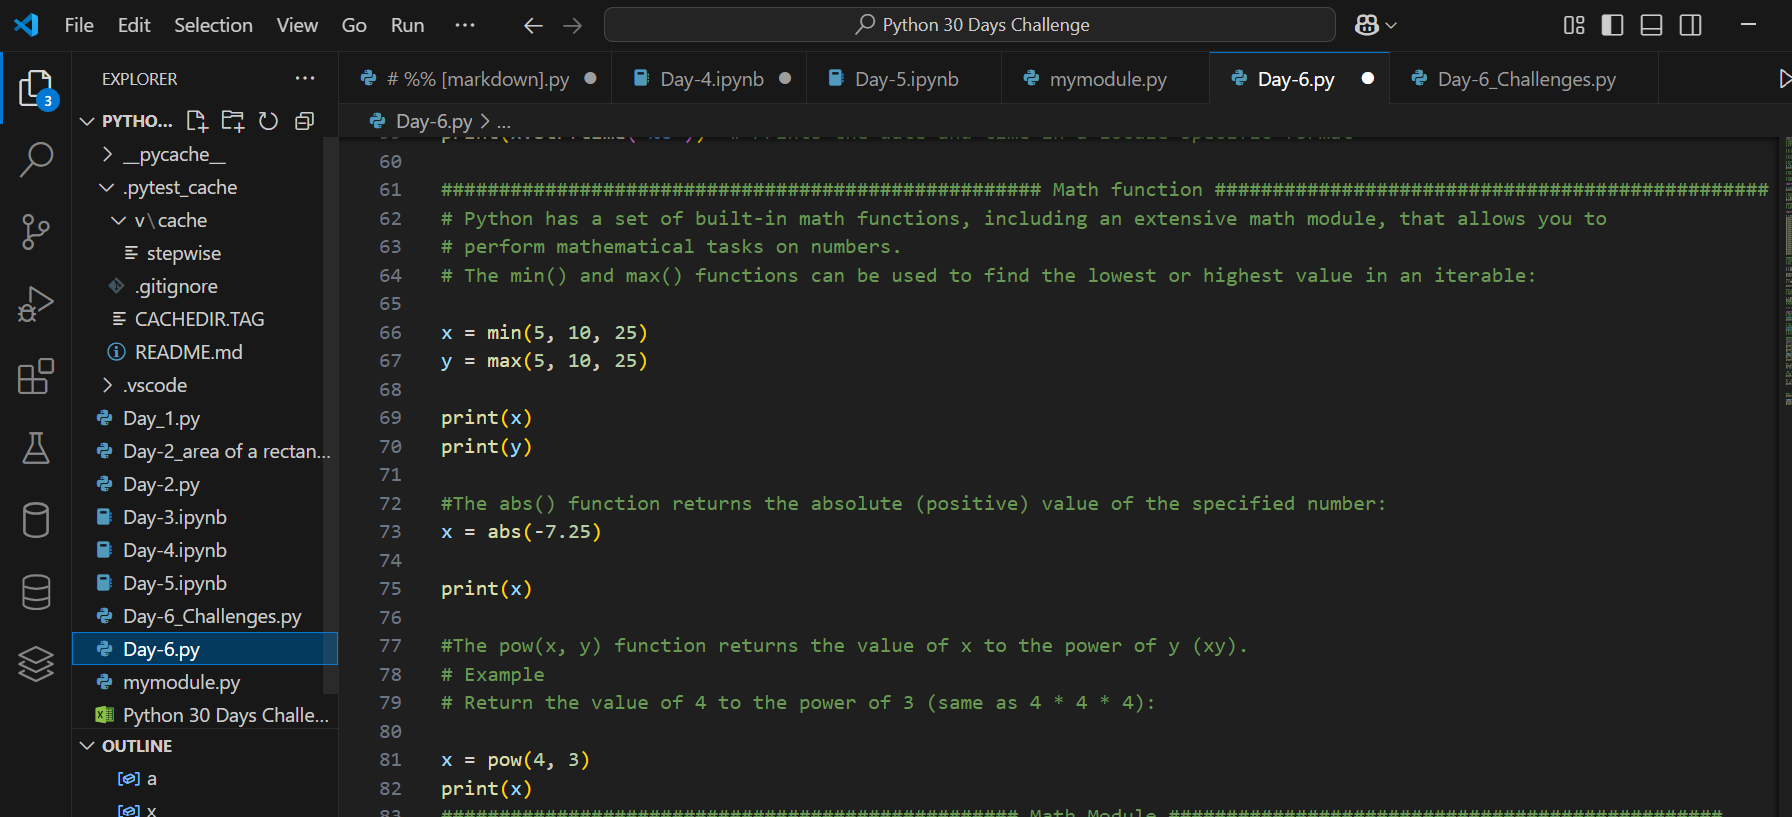 File Edit Selection View Go Run ··· Python 30 Days Challenge
EXPLORER ···
# %% [markdown].py Day-4.ipynb Day-5.ipynb mymodule.py Day-6.py Day-6_Challenges.py
3
PYTHO...
Day-6.py > ...
__pycache__
.pytest_cache
v\cache
stepwise
.gitignore
CACHEDIR.TAG
README.md
.vscode
Day_1.py
Day-2_area of a rectan...
Day-2.py
Day-3.ipynb
Day-4.ipynb
Day-5.ipynb
Day-6_Challenges.py
Day-6.py
mymodule.py
Python 30 Days Challe...
OUTLINE
a
x
60
61 #################################################### Math function ################################################
62 # Python has a set of built-in math functions, including an extensive math module, that allows you to
63 # perform mathematical tasks on numbers.
64 # The min() and max() functions can be used to find the lowest or highest value in an iterable:
65
66 x = min(5, 10, 25)
67 y = max(5, 10, 25)
68
69 print(x)
70 print(y)
71
72 #The abs() function returns the absolute (positive) value of the specified number:
73 x = abs(-7.25)
74
75 print(x)
76
77 #The pow(x, y) function returns the value of x to the power of y (xy).
78 # Example
79 # Return the value of 4 to the power of 3 (same as 4 * 4 * 4):
80
81 x = pow(4, 3)
82 print(x)
83 ################################################## Math Module ################################################